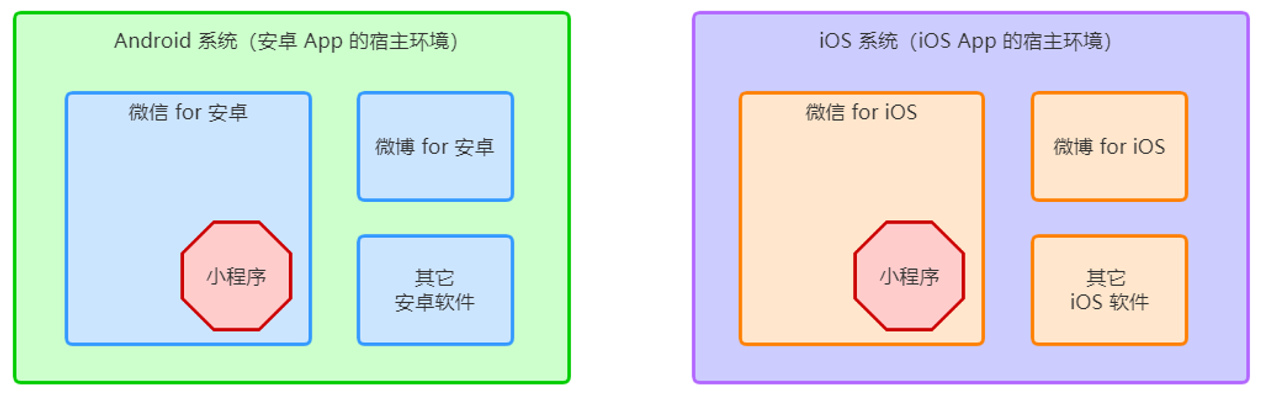 Android 系统（安卓 App 的宿主环境）
微信 for 安卓
微博 for 安卓
小程序
其它
安卓软件
iOS 系统（iOS App 的宿主环境）
微信 for iOS
微博 for iOS
小程序
其它
iOS 软件